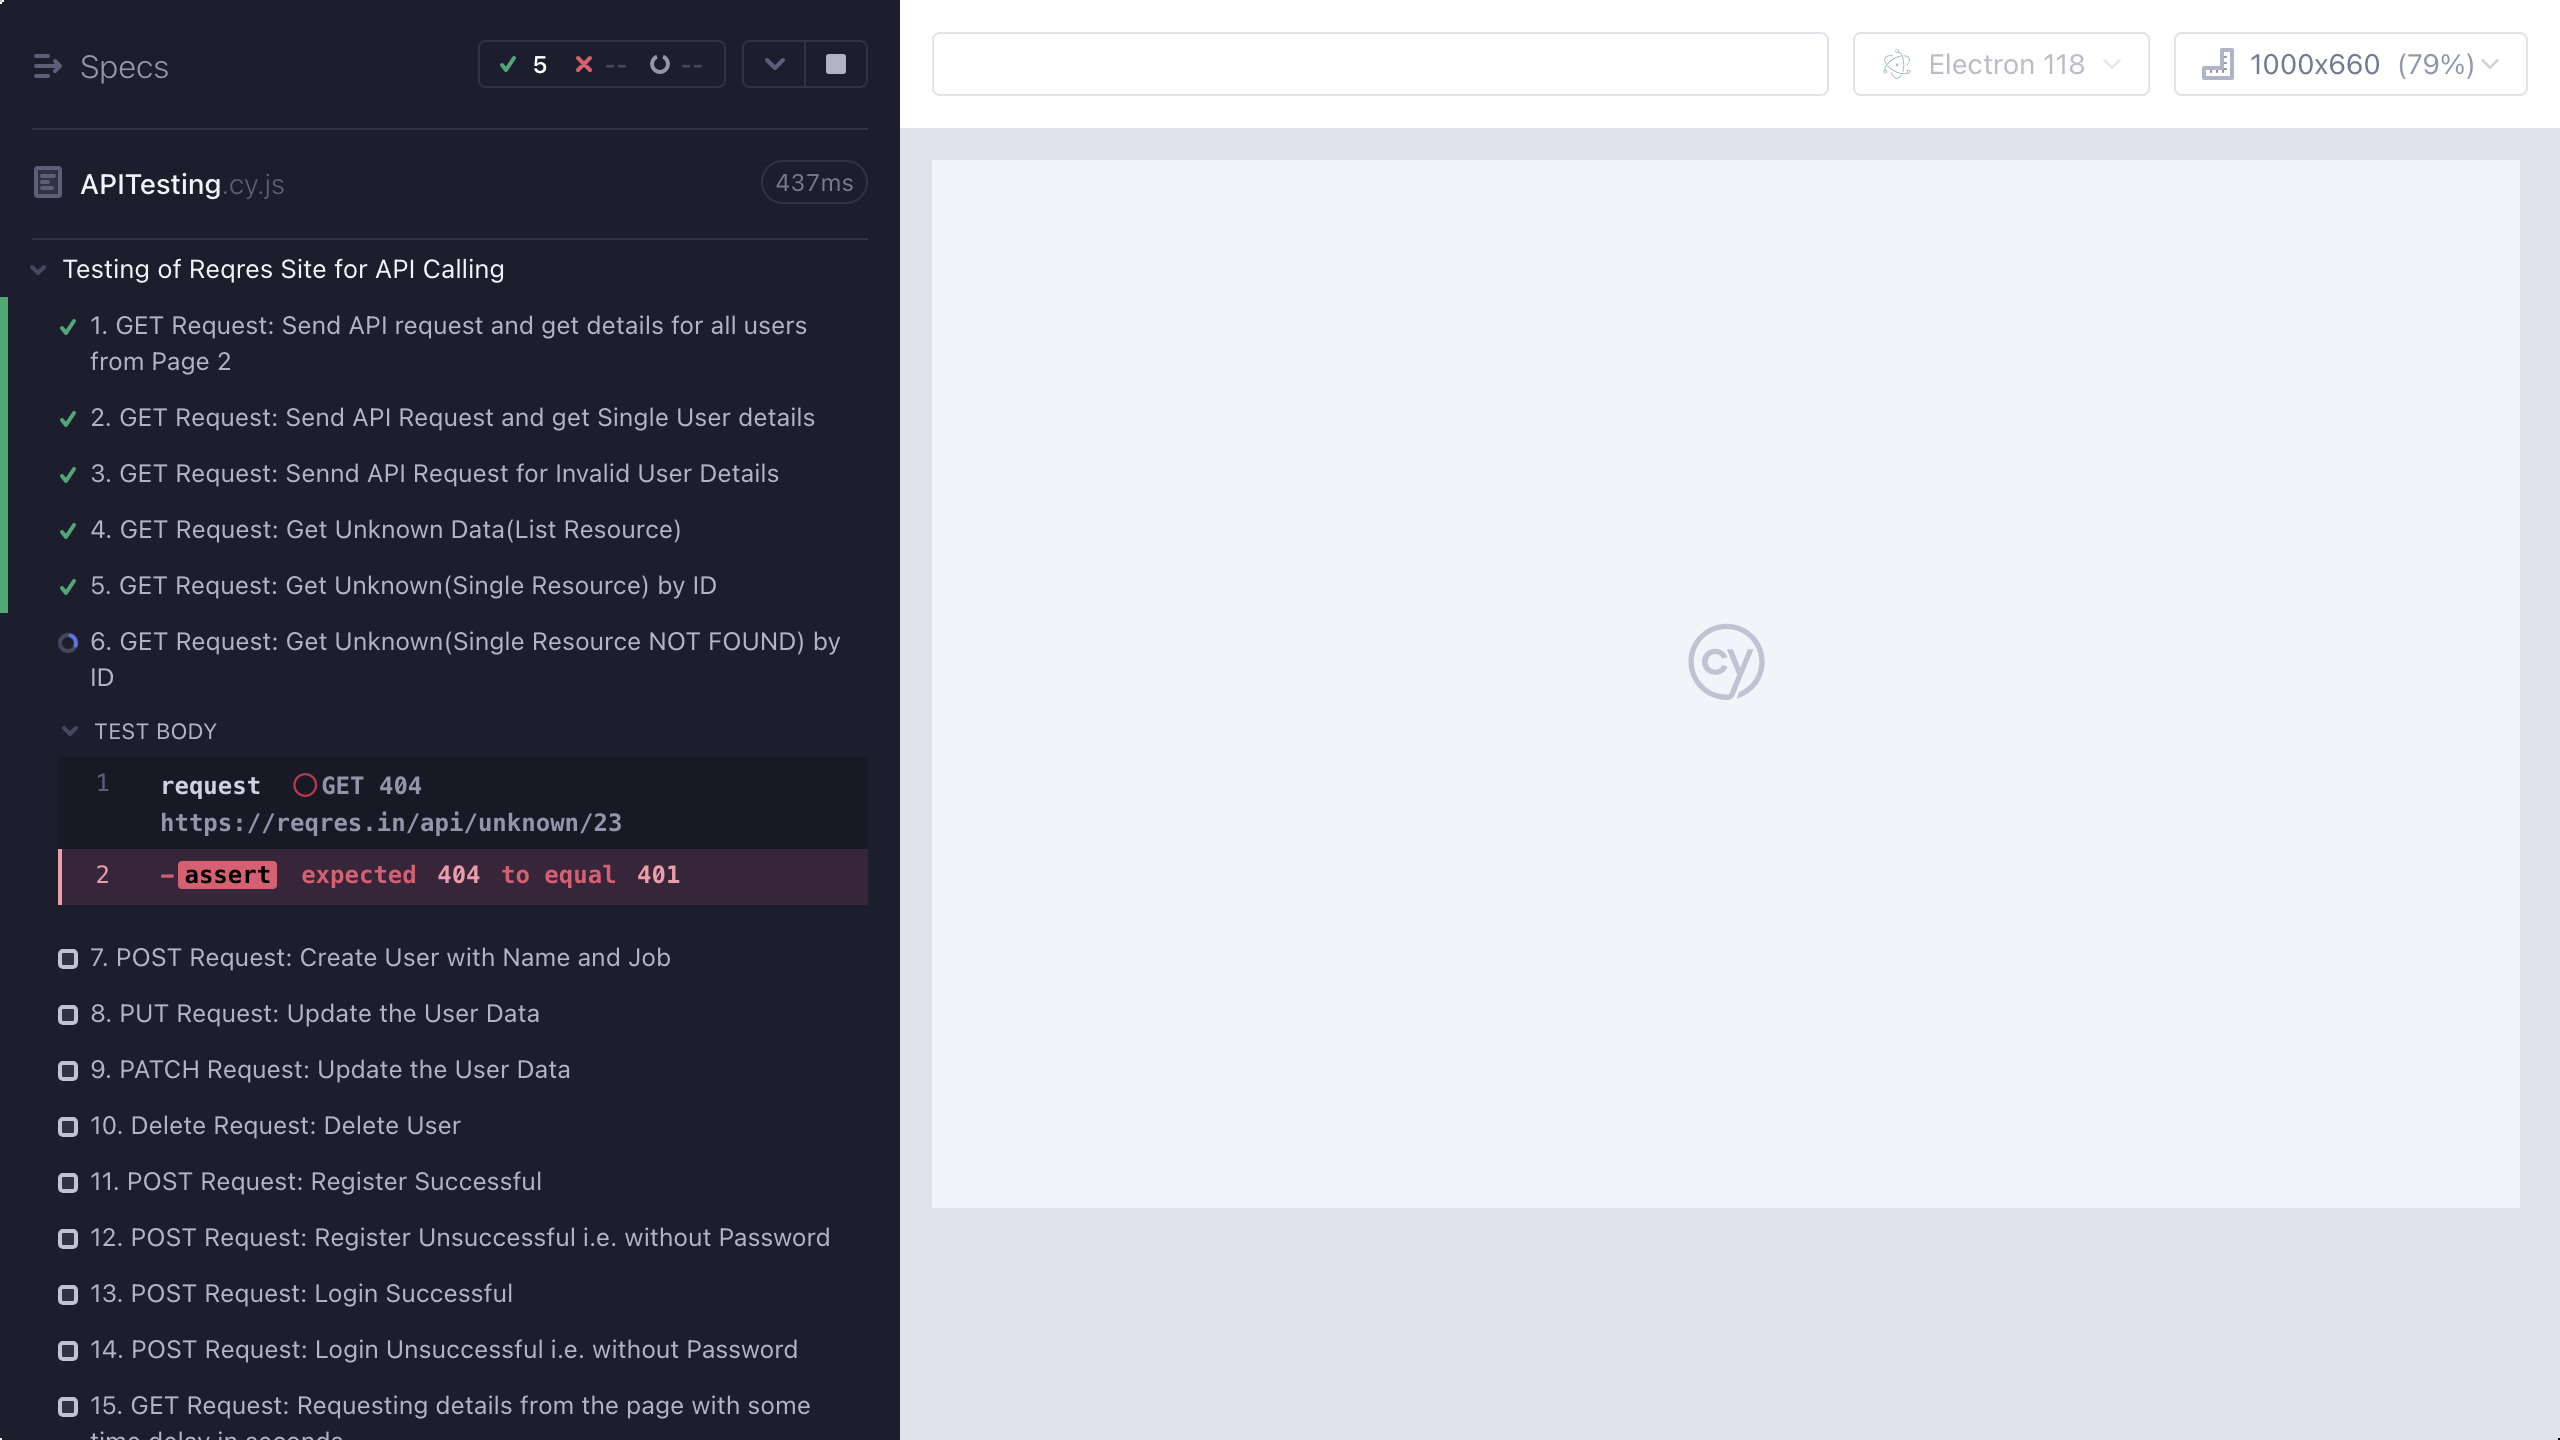 Specs
5 -- --
APITesting.cy.js
437ms
Testing of Reqres Site for API Calling
1. GET Request: Send API request and get details for all users
from Page 2
2. GET Request: Send API Request and get Single User details
3. GET Request: Sennd API Request for Invalid User Details
4. GET Request: Get Unknown Data(List Resource)
5. GET Request: Get Unknown(Single Resource) by ID
6. GET Request: Get Unknown(Single Resource NOT FOUND) by
ID
TEST BODY
1 request GET 404
https://reqres.in/api/unknown/23
2 -assert expected 404 to equal 401
7. POST Request: Create User with Name and Job
8. PUT Request: Update the User Data
9. PATCH Request: Update the User Data
10. Delete Request: Delete User
11. POST Request: Register Successful
12. POST Request: Register Unsuccessful i.e. without Password
13. POST Request: Login Successful
14. POST Request: Login Unsuccessful i.e. without Password
15. GET Request: Requesting details from the page with some
time delay in seconds
Electron 118
1000x660 (79%)
cy